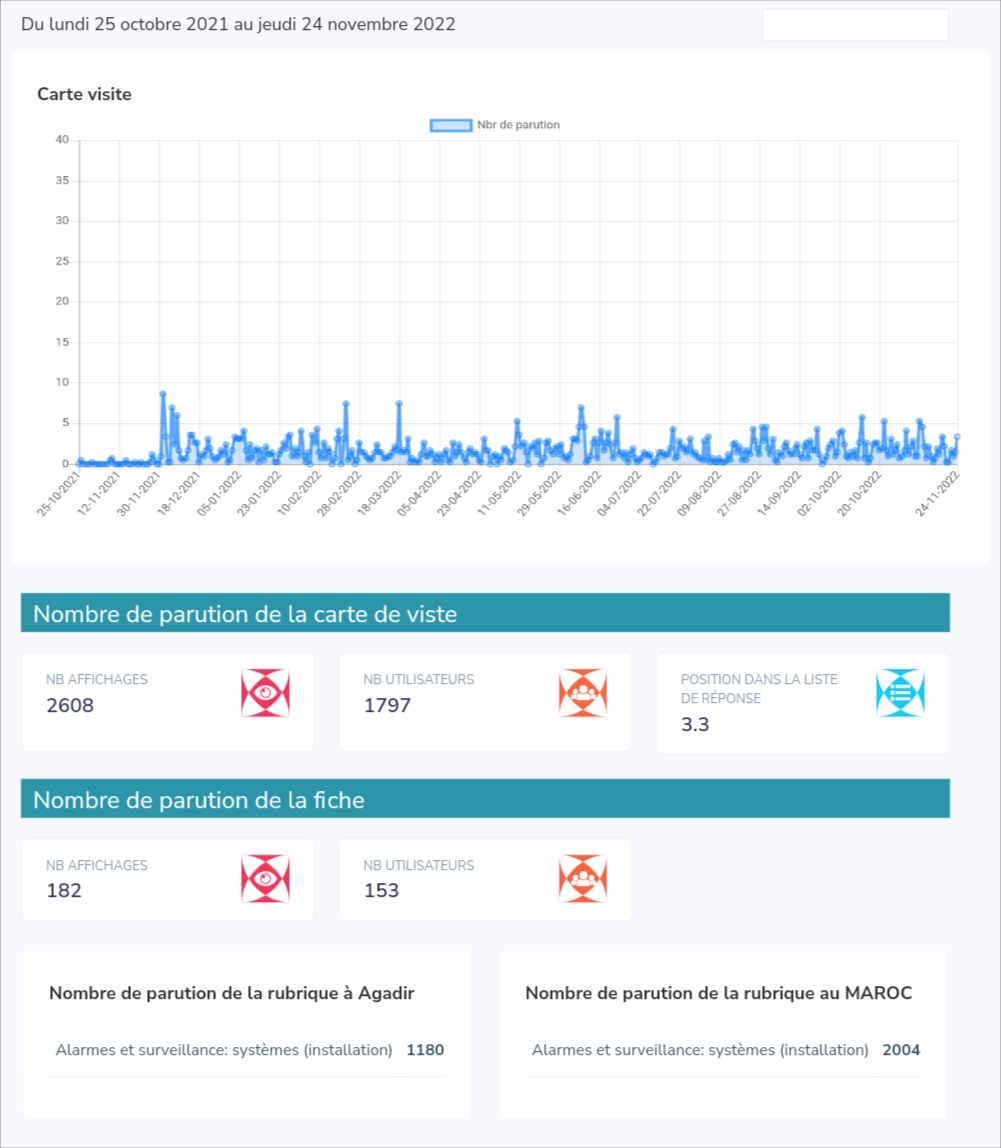 Du lundi 25 octobre 2021 au jeudi 24 novembre 2022
Carte visite
Nbr de parution
40
35
30
25
20
15
10
5
0
25-10-2021
12-11-2021
30-11-2021
18-12-2021
05-01-2022
23-01-2022
10-02-2022
28-02-2022
18-03-2022
05-04-2022
23-04-2022
11-05-2022
29-05-2022
16-06-2022
04-07-2022
22-07-2022
09-08-2022
27-08-2022
14-09-2022
02-10-2022
20-10-2022
24-11-2022
Nombre de parution de la carte de viste
NB AFFICHAGES
2608
NB UTILISATEURS
1797
POSITION DANS LA LISTE
DE RÉPONSE
3.3
Nombre de parution de la fiche
NB AFFICHAGES
182
NB UTILISATEURS
153
Nombre de parution de la rubrique à Agadir
Alarmes et surveillance: systèmes (installation) 1180
Nombre de parution de la rubrique au MAROC
Alarmes et surveillance: systèmes (installation) 2004